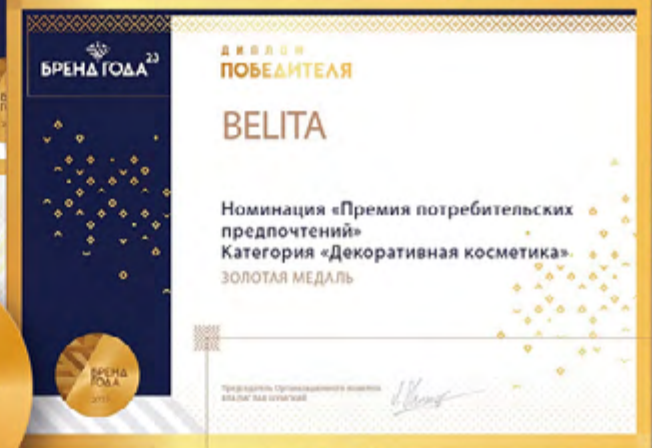 БРЕНД ГОДА 23
ДИПЛОМ
ПОБЕДИТЕЛЯ
BELITA
Номинация «Премия потребительских
предпочтений»
Категория «Декоративная косметика»
ЗОЛОТАЯ МЕДАЛЬ
БРЕНД
ГОДА
Председатель Организационного комитета